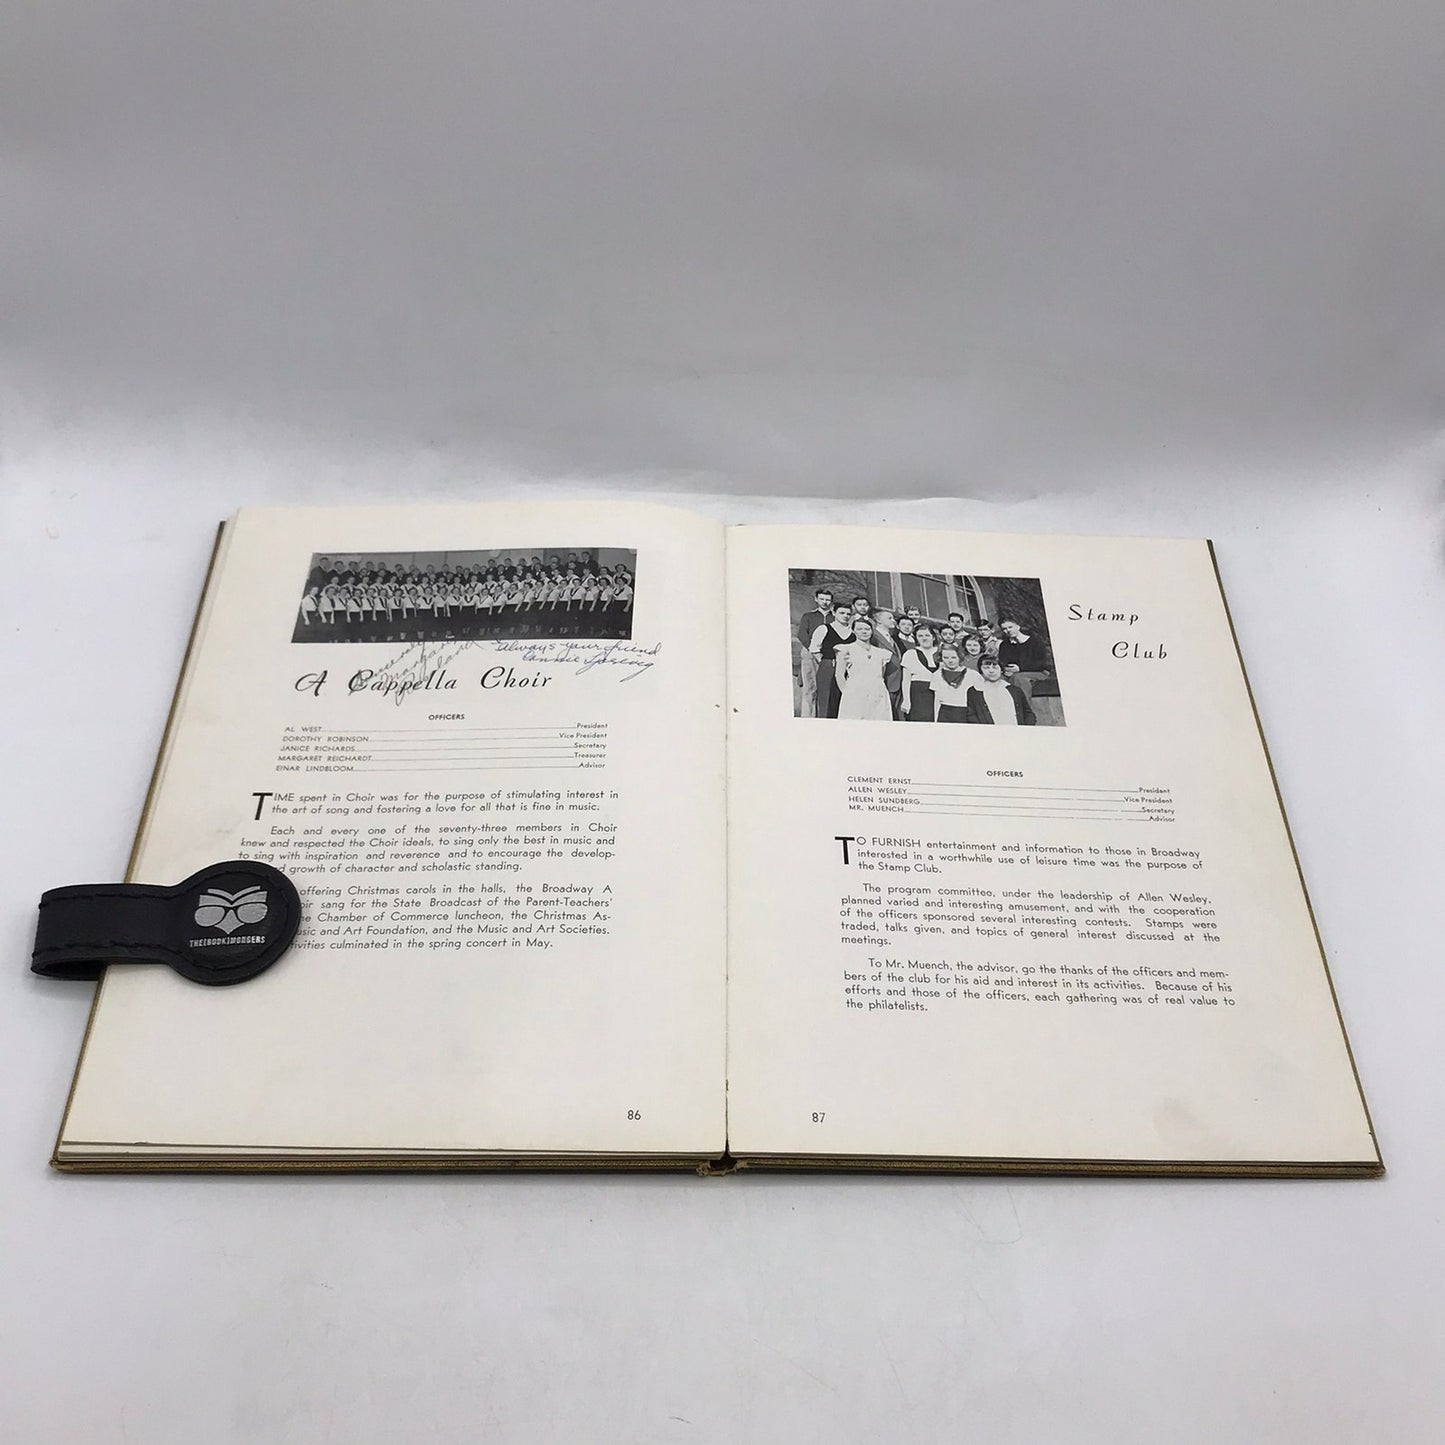 always your friend
A Cappella Choir
OFFICERS
AL WEST President
DOROTHY ROBINSON Vice President
JANICE RICHARDS Secretary
MARGARET REICHARDT Treasurer
EINAR LINDBLOOM Advisor
TIME spent in Choir was for the purpose of stimulating interest in
the art of song and fostering a love for all that is fine in music.
Each and every one of the seventy-three members in Choir
knew and respected the Choir ideals, to sing only the best in music and
to sing with inspiration and reverence and to encourage the develop-
growth of character and scholastic standing.
offering Christmas carols in the halls, the Broadway A
sang for the State Broadcast of the Parent-Teachers'
Chamber of Commerce luncheon, the Christmas As-
and Art Foundation, and the Music and Art Societies.
culminated in the spring concert in May.
THE[BOOK]MONGERS
86
Stamp
Club
OFFICERS
CLEMENT ERNST President
ALLEN WESLEY Vice President
HELEN SUNDBERG Secretary
MR. MUENCH Advisor
TO FURNISH entertainment and information to those in Broadway
interested in a worthwhile use of leisure time was the purpose of
the Stamp Club.
The program committee, under the leadership of Allen Wesley,
planned varied and interesting amusement, and with the cooperation
of the officers sponsored several interesting contests. Stamps were
traded, talks given, and topics of general interest discussed at the
meetings.
To Mr. Muench, the advisor, go the thanks of the officers and mem-
bers of the club for his aid and interest in its activities. Because of his
efforts and those of the officers, each gathering was of real value to
the philatelists.
87